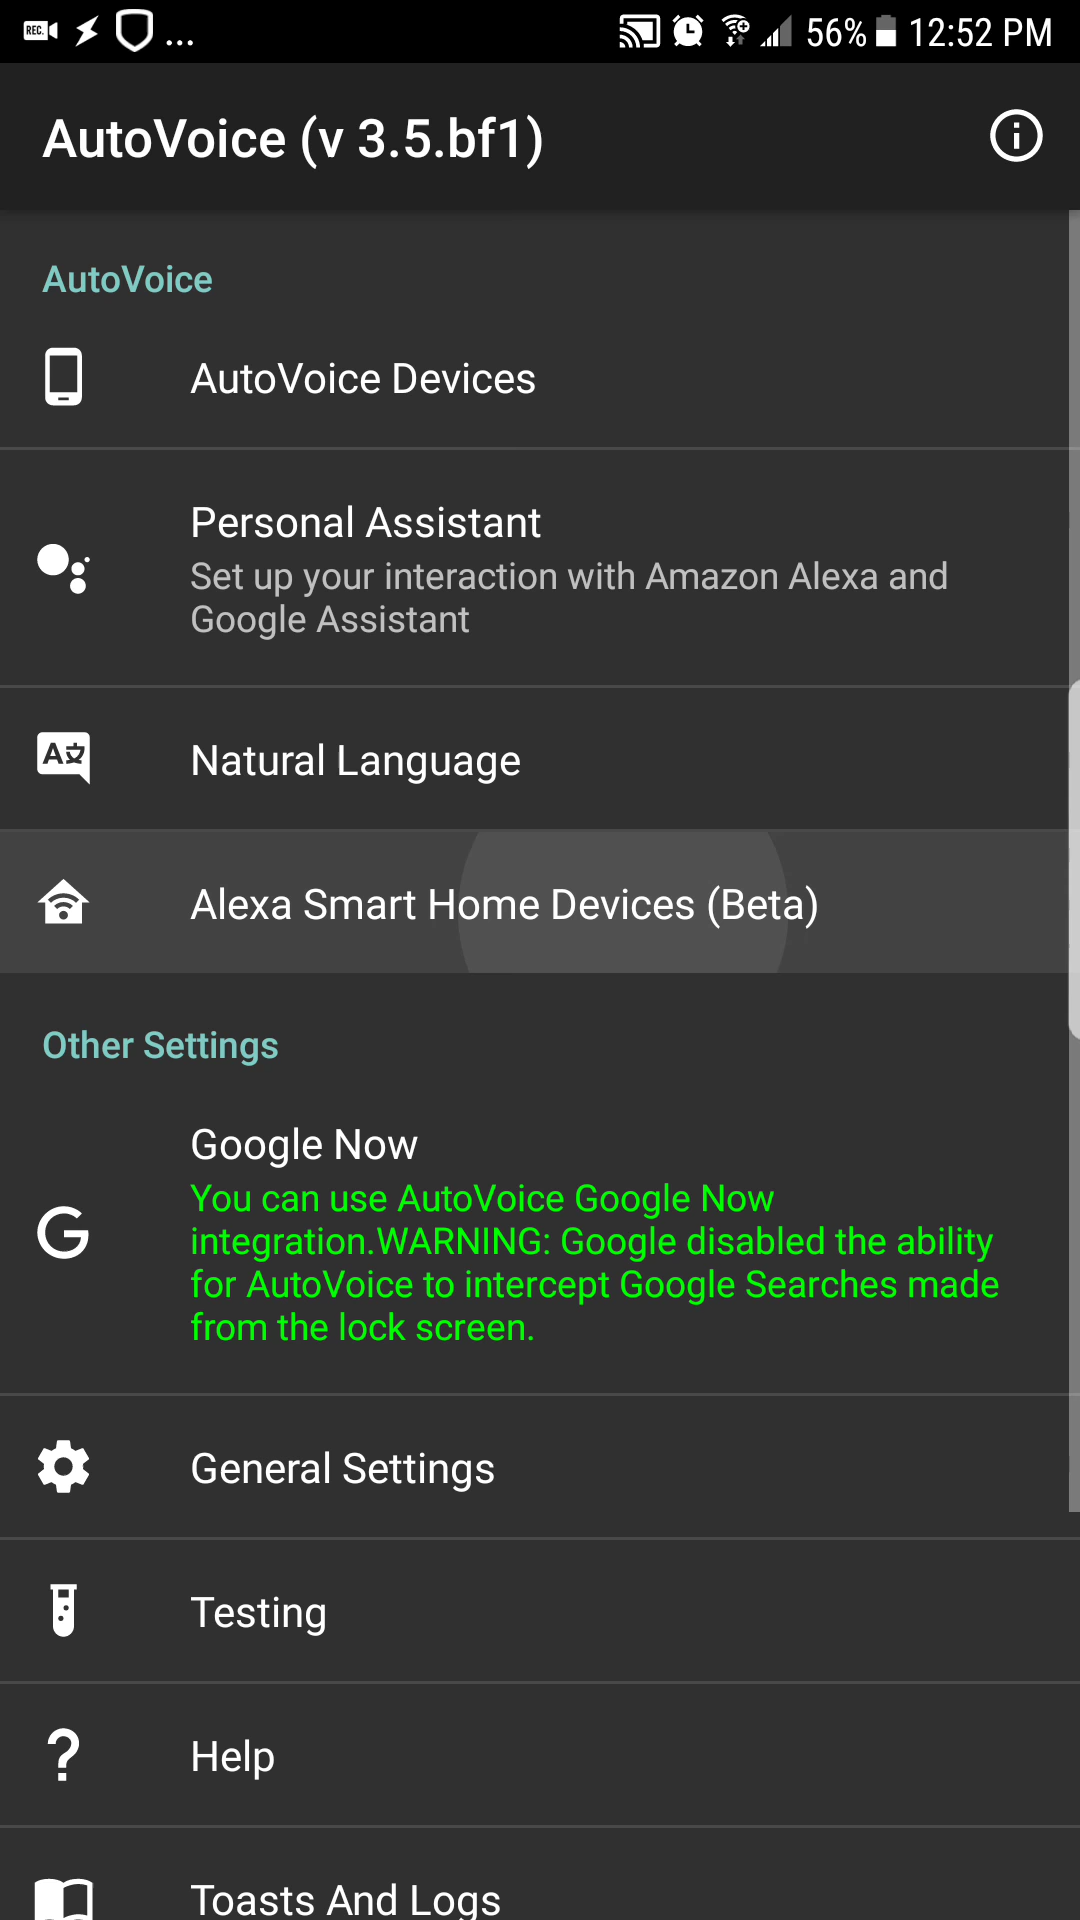 REC. ... 56% 12:52 PM
AutoVoice (v 3.5.bf1)
AutoVoice
AutoVoice Devices
Personal Assistant
Set up your interaction with Amazon Alexa and
Google Assistant
A文
Natural Language
Alexa Smart Home Devices (Beta)
Other Settings
Google Now
You can use AutoVoice Google Now
integration.WARNING: Google disabled the ability
G
for AutoVoice to intercept Google Searches made
from the lock screen.
General Settings
Testing
? Help
Toasts And Logs